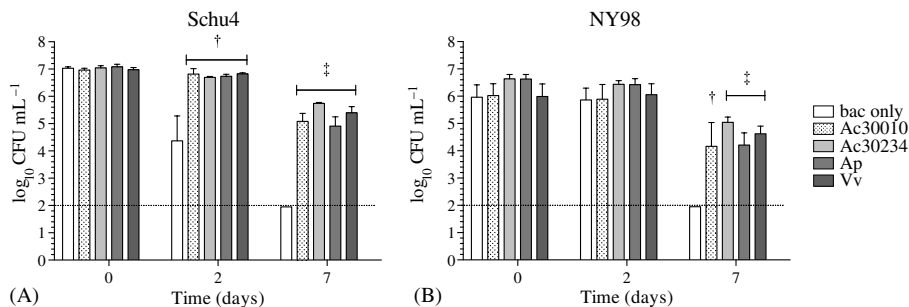 Schu4
log₁₀ CFU mL⁻¹
8
7
6
5
4
3
2
1
0
†
‡
0 2 7
Time (days)
(A)
NY98
log₁₀ CFU mL⁻¹
8
7
6
5
4
3
2
1
0
†
‡
0 2 7
Time (days)
(B)
bac only
Ac30010
Ac30234
Ap
Vv